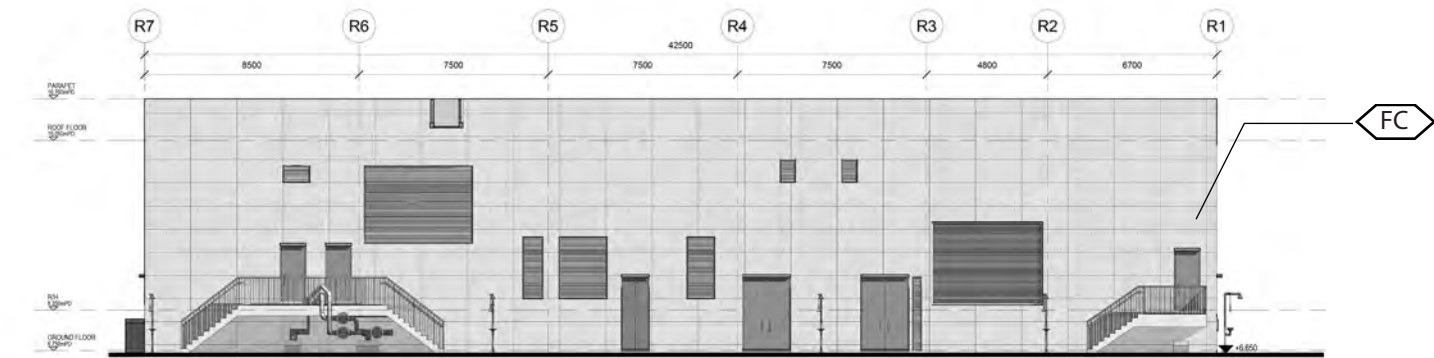 R7 R6 R5 R4 R3 R2 R1
42500
8500 7500 7500 7500 4800 6700
PARAPET
FC
ROOF FLOOR
GROUND FLOOR
+6.650